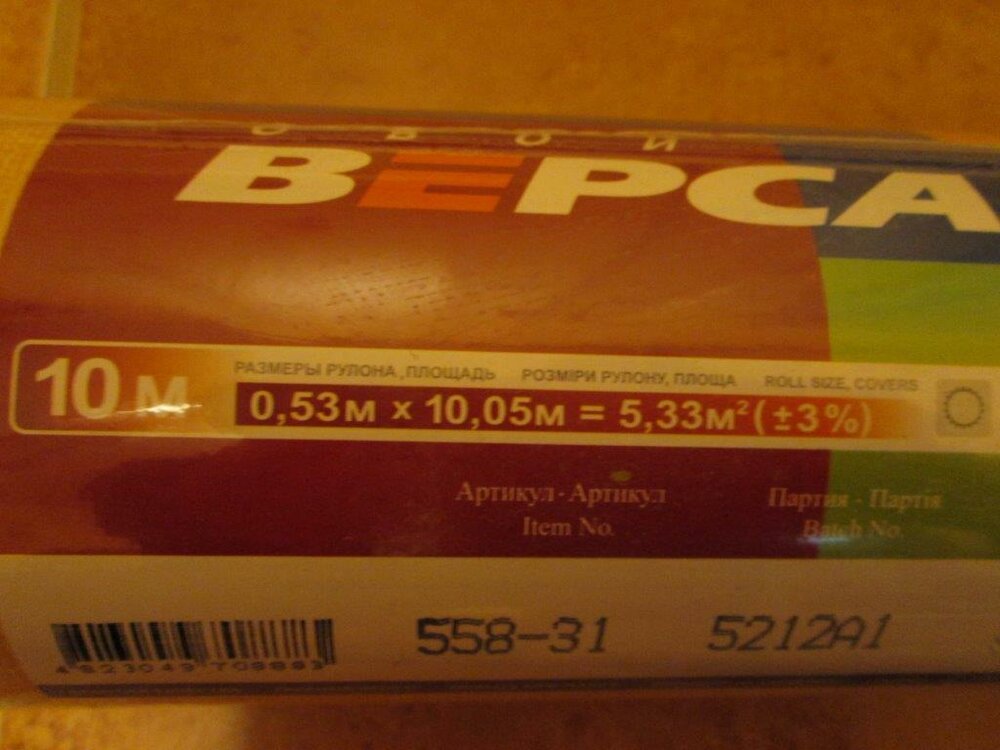 ОБОИ
ВЕРСА
10 м
РАЗМЕРЫ РУЛОНА, ПЛОЩАДЬ РОЗМІРИ РУЛОНУ, ПЛОЩА ROLL SIZE, COVERS
0,53м х 10,05м = 5,33м² (±3%)
Артикул - Артикул Партия - Партія
Item No. Batch No.
558-31 5212A1